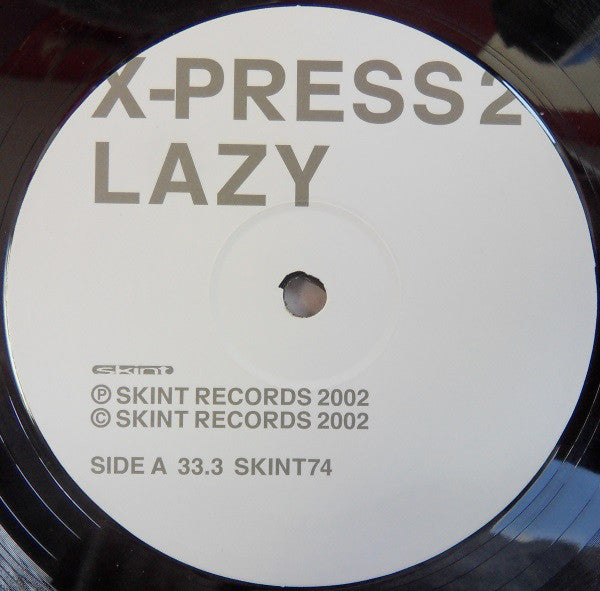 X-PRESS 2
LAZY
skint
℗ SKINT RECORDS 2002
© SKINT RECORDS 2002
SIDE A 33.3 SKINT74